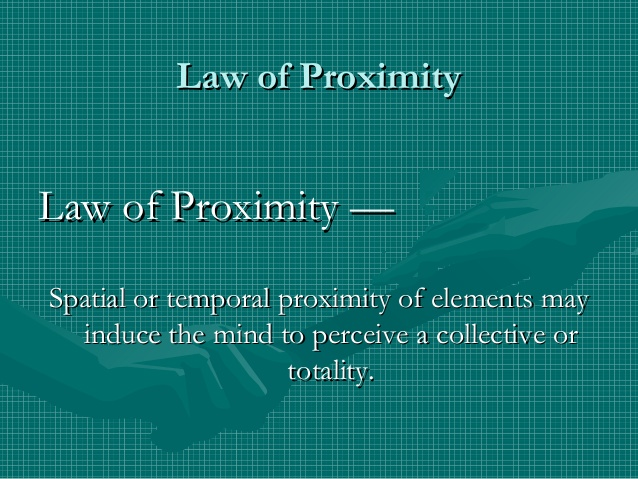 Law of Proximity
Law of Proximity —
Spatial or temporal proximity of elements may
induce the mind to perceive a collective or
totality.